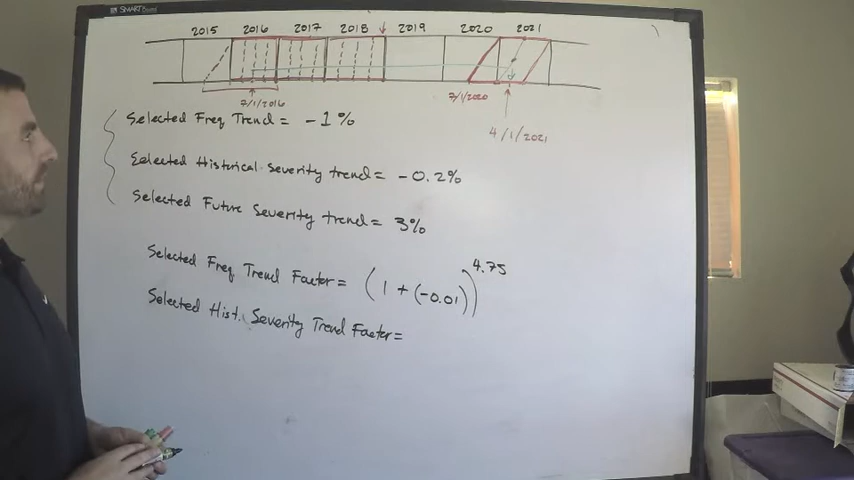 SMART
2015 2016 2017 2018 2019 2020 2021
7/1/2016 7/1/2020
4/1/2021
Selected Freq Trend = -1%
Selected Historical Severity trend = -0.2%
Selected Future Severity trend = 3%
Selected Freq Trend Factor = (1 + (-0.01))^4.75
Selected Hist. Severity Trend Factor =